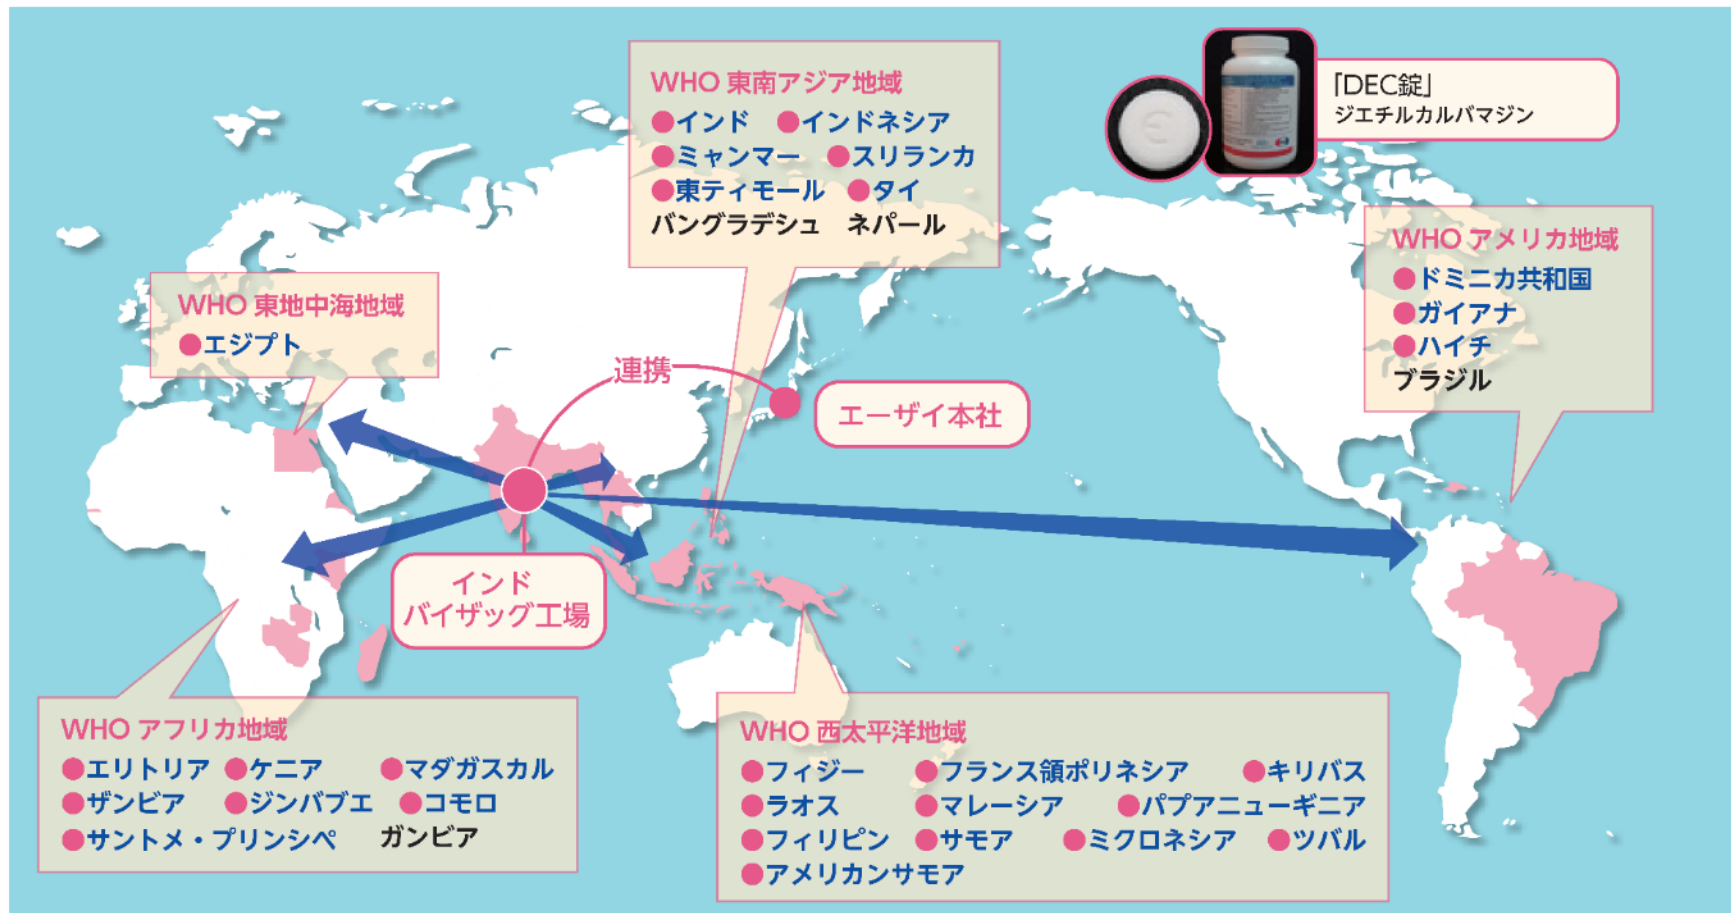 WHO 東南アジア地域
●インド ●インドネシア
●ミャンマー ●スリランカ
●東ティモール ●タイ
バングラデシュ ネパール
「DEC錠」
ジエチルカルバマジン
WHO アメリカ地域
●ドミニカ共和国
●ガイアナ
●ハイチ
ブラジル
WHO 東地中海地域
●エジプト
連携
エーザイ本社
インド
バイザッグ工場
WHO アフリカ地域
●エリトリア ●ケニア ●マダガスカル
●ザンビア ●ジンバブエ ●コモロ
●サントメ・プリンシペ ガンビア
WHO 西太平洋地域
●フィジー ●フランス領ポリネシア ●キリバス
●ラオス ●マレーシア ●パプアニューギニア
●フィリピン ●サモア ●ミクロネシア ●ツバル
●アメリカンサモア